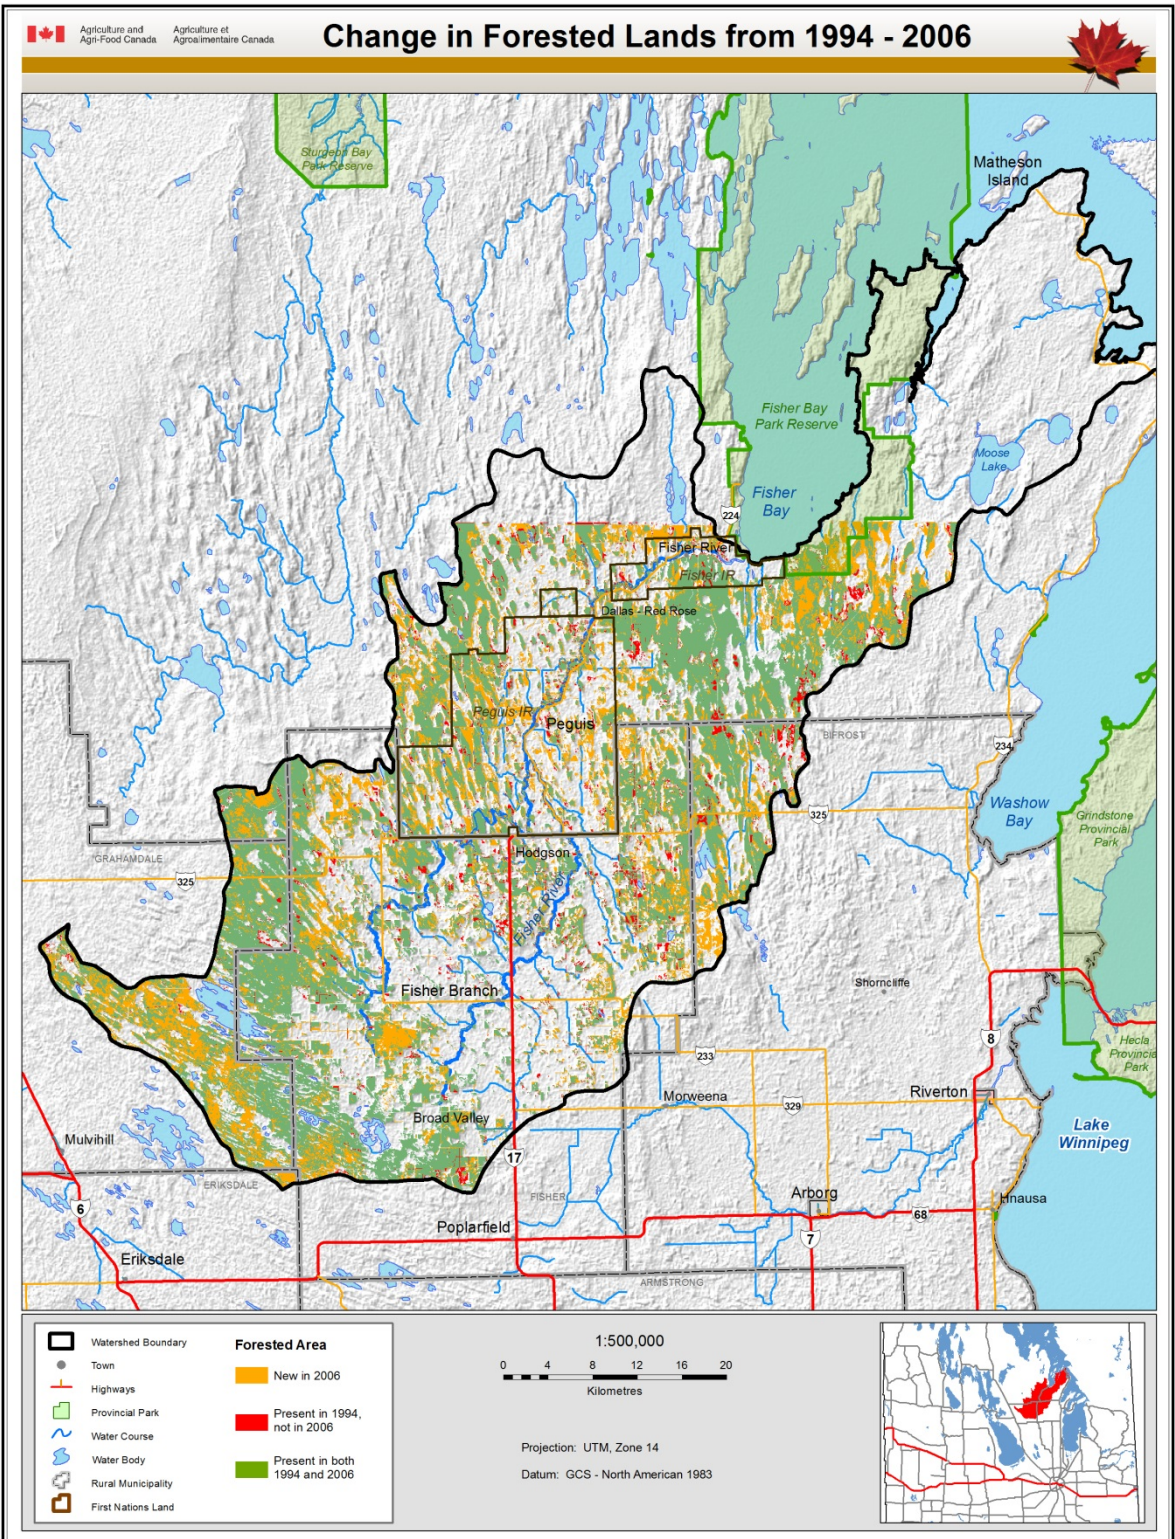 Agriculture and
Agri-Food Canada
Agriculture et
Agroalimentaire Canada
Change in Forested Lands from 1994 - 2006
Sturgeon Bay
Park Reserve
Matheson
Island
Fisher Bay
Park Reserve
Moose
Lake
Fisher
Bay
224
Fisher River
Fisher IR
Dallas - Red Rose
Peguis IR
Peguis
BIFROST
234
Washow
Bay
325
Grindstone
Provincial
Park
GRAHAMDALE
325
Hodgson
Fisher River
Fisher Branch
Shorncliffe
8
Hecla
Provincial
Park
233
Morweena
329
Riverton
Broad Valley
Lake
Winnipeg
Mulvihill
17
ERIKSDALE
FISHER
6
Arborg
68
Hnausa
Poplarfield
7
Eriksdale
ARMSTRONG
Watershed Boundary
Town
Highways
Provincial Park
Water Course
Water Body
Rural Municipality
First Nations Land
Forested Area
New in 2006
Present in 1994,
not in 2006
Present in both
1994 and 2006
1:500,000
0 4 8 12 16 20
Kilometres
Projection: UTM, Zone 14
Datum: GCS - North American 1983